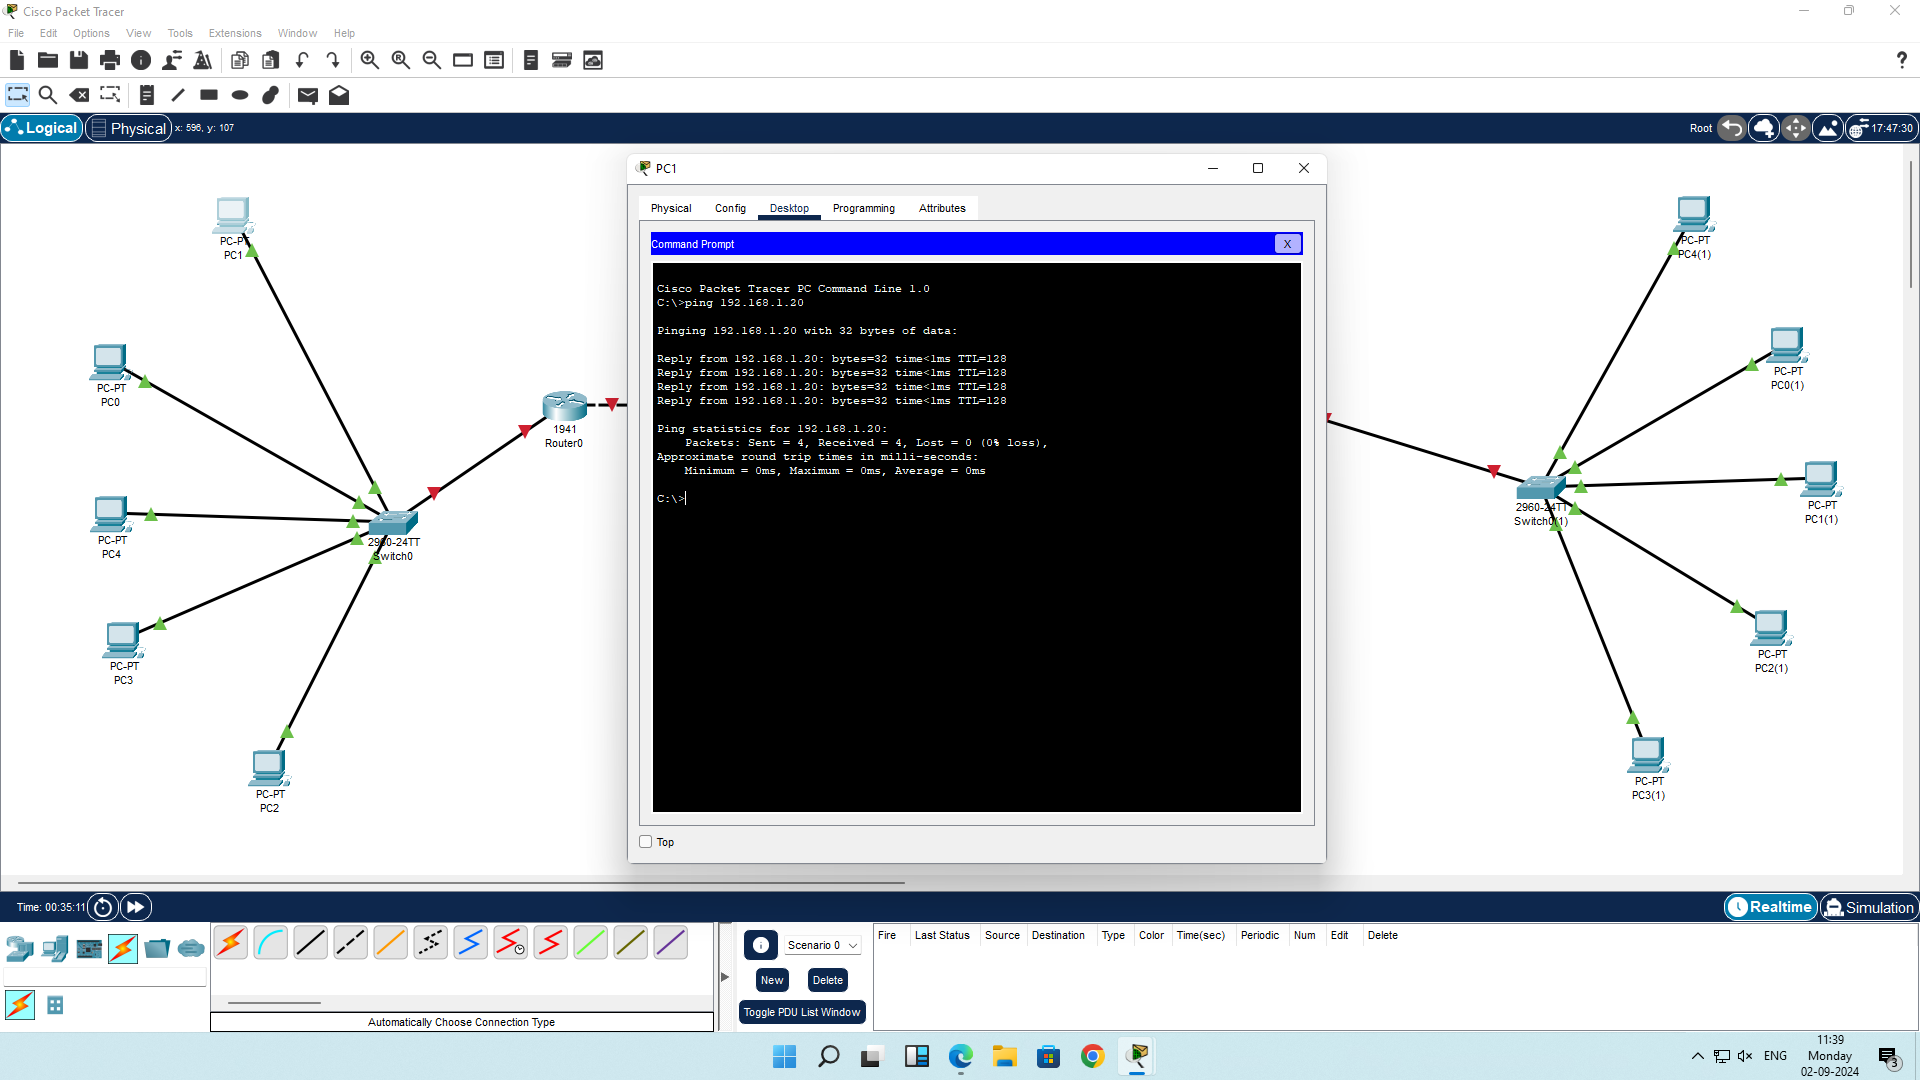 Cisco Packet Tracer
File Edit Options View Tools Extensions Window Help
Logical Physical x: 596, y: 107 Root 17:47:30
PC1
Physical Config Desktop Programming Attributes
Command Prompt X
Cisco Packet Tracer PC Command Line 1.0
C:\>ping 192.168.1.20
Pinging 192.168.1.20 with 32 bytes of data:
Reply from 192.168.1.20: bytes=32 time<1ms TTL=128
Reply from 192.168.1.20: bytes=32 time<1ms TTL=128
Reply from 192.168.1.20: bytes=32 time<1ms TTL=128
Reply from 192.168.1.20: bytes=32 time<1ms TTL=128
Ping statistics for 192.168.1.20:
Packets: Sent = 4, Received = 4, Lost = 0 (0% loss),
Approximate round trip times in milli-seconds:
Minimum = 0ms, Maximum = 0ms, Average = 0ms
C:\>
Top
PC-PT
PC1
PC-PT
PC0
PC-PT
PC4
PC-PT
PC3
PC-PT
PC2
2960-24TT
Switch0
1941
Router0
PC-PT
PC4(1)
PC-PT
PC0(1)
PC-PT
PC1(1)
2960-24TT
Switch0(1)
PC-PT
PC2(1)
PC-PT
PC3(1)
Time: 00:35:11 Realtime Simulation
Scenario 0
New Delete
Toggle PDU List Window
Fire Last Status Source Destination Type Color Time(sec) Periodic Num Edit Delete
Automatically Choose Connection Type
ENG
11:39
Monday
02-09-2024
3